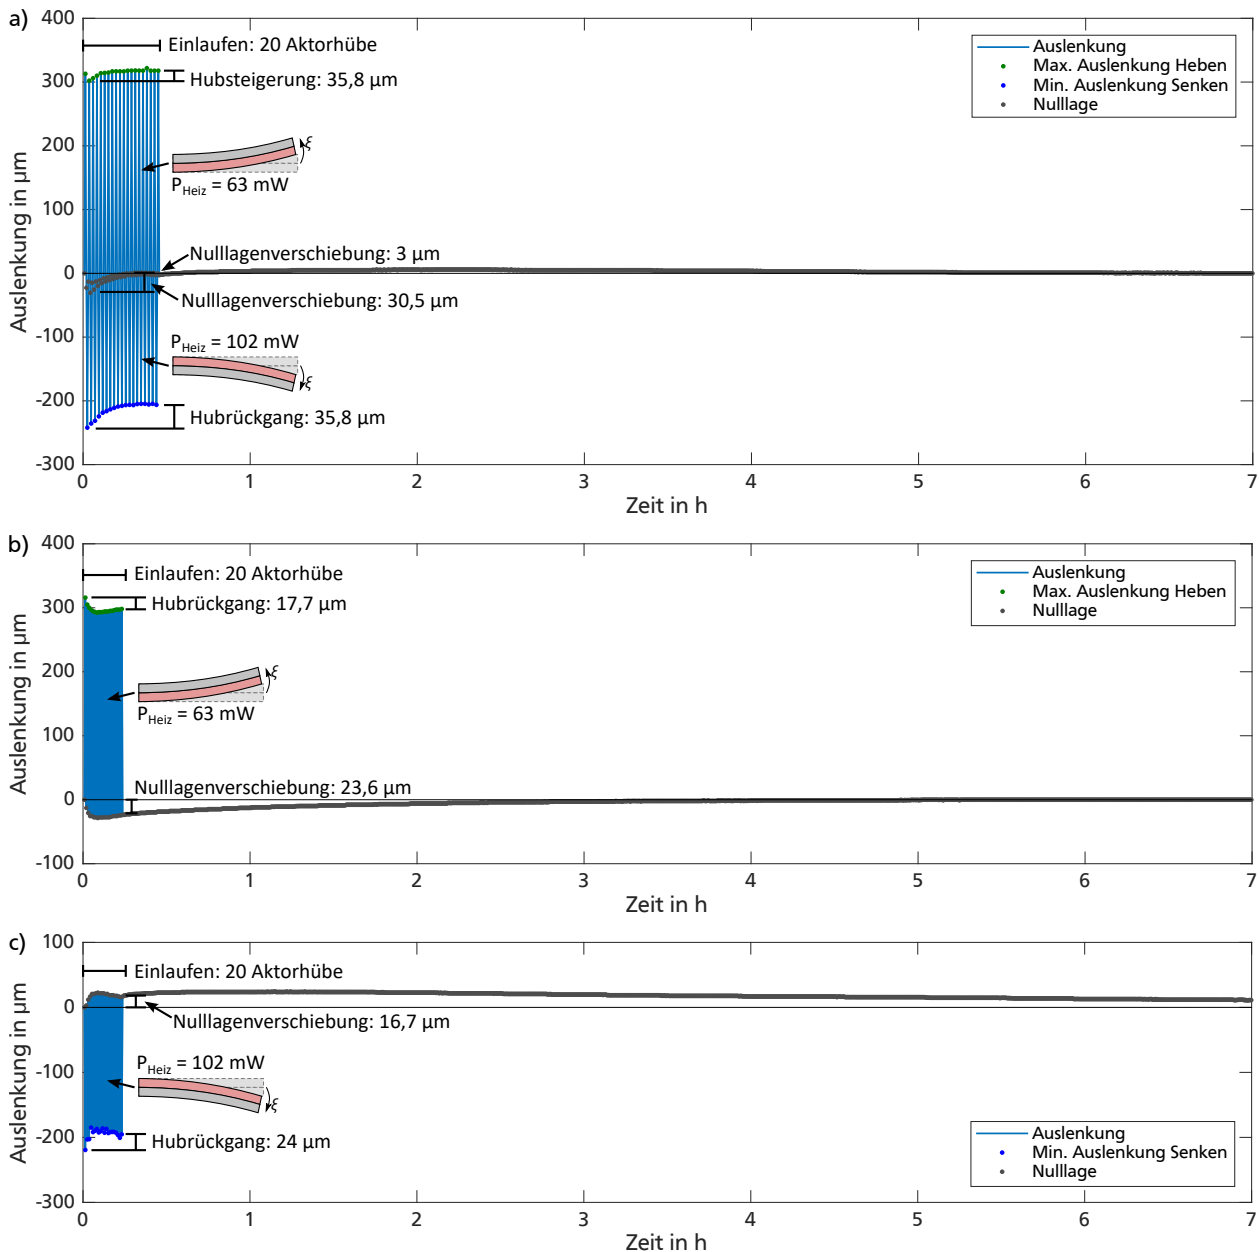 a)
400
300
200
100
0
-100
-200
-300
Auslenkung in µm
Einlaufen: 20 Aktorhübe
Hubsteigerung: 35,8 µm
ξ
P_Heiz = 63 mW
Nulllagenverschiebung: 3 µm
Nulllagenverschiebung: 30,5 µm
P_Heiz = 102 mW
ξ
Hubrückgang: 35,8 µm
Auslenkung
Max. Auslenkung Heben
Min. Auslenkung Senken
Nulllage
0 1 2 3 4 5 6 7
Zeit in h
b)
400
300
200
100
0
-100
Auslenkung in µm
Einlaufen: 20 Aktorhübe
Hubrückgang: 17,7 µm
ξ
P_Heiz = 63 mW
Nulllagenverschiebung: 23,6 µm
Auslenkung
Max. Auslenkung Heben
Nulllage
0 1 2 3 4 5 6 7
Zeit in h
c)
100
0
-100
-200
-300
Auslenkung in µm
Einlaufen: 20 Aktorhübe
Nulllagenverschiebung: 16,7 µm
P_Heiz = 102 mW
ξ
Hubrückgang: 24 µm
Auslenkung
Min. Auslenkung Senken
Nulllage
0 1 2 3 4 5 6 7
Zeit in h